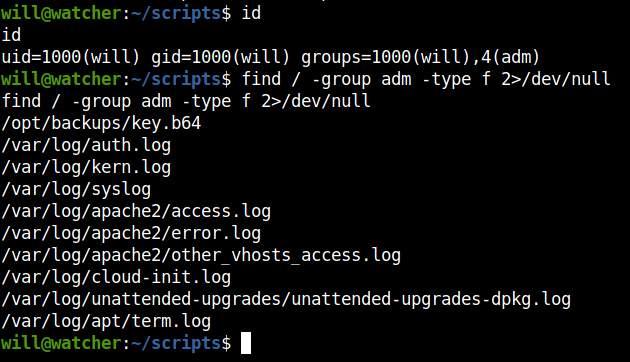 will@watcher:~/scripts$ id
id
uid=1000(will) gid=1000(will) groups=1000(will),4(adm)
will@watcher:~/scripts$ find / -group adm -type f 2>/dev/null
find / -group adm -type f 2>/dev/null
/opt/backups/key.b64
/var/log/auth.log
/var/log/kern.log
/var/log/syslog
/var/log/apache2/access.log
/var/log/apache2/error.log
/var/log/apache2/other_vhosts_access.log
/var/log/cloud-init.log
/var/log/unattended-upgrades/unattended-upgrades-dpkg.log
/var/log/apt/term.log
will@watcher:~/scripts$